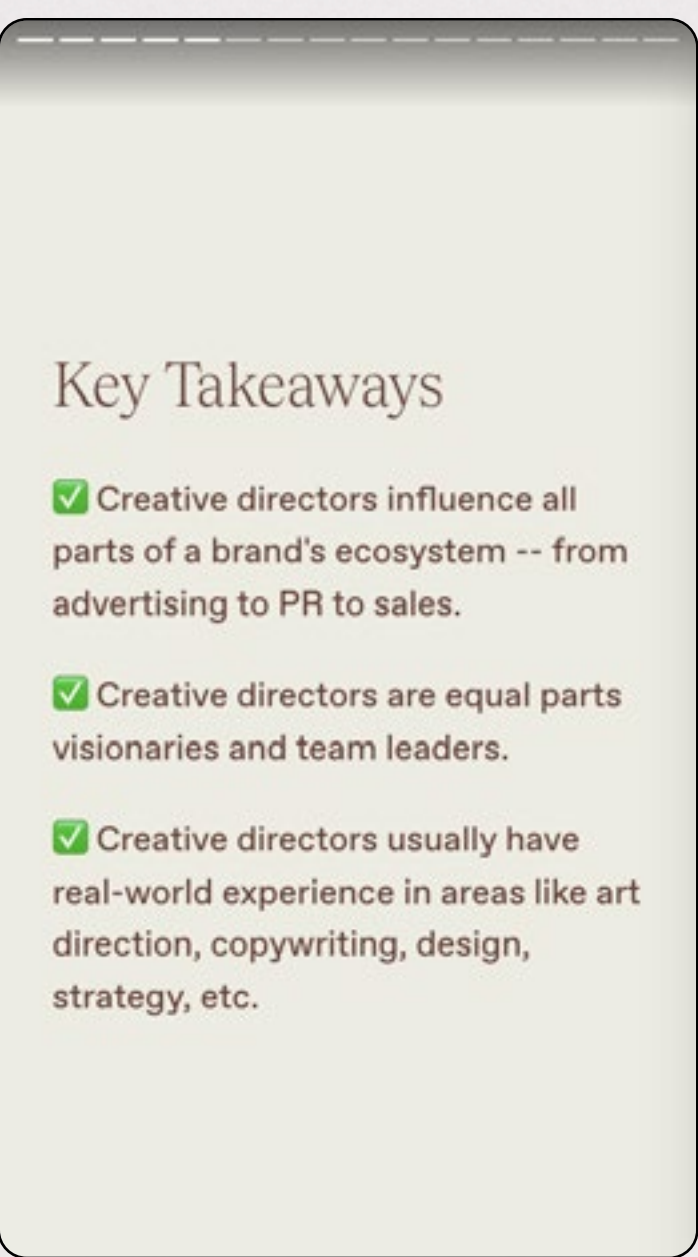 Key Takeaways
✅ Creative directors influence all
parts of a brand's ecosystem -- from
advertising to PR to sales.
✅ Creative directors are equal parts
visionaries and team leaders.
✅ Creative directors usually have
real-world experience in areas like art
direction, copywriting, design,
strategy, etc.